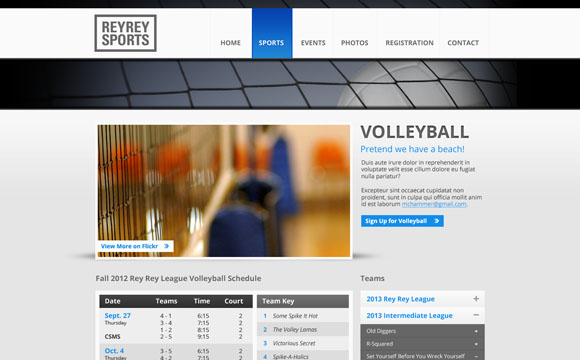 REYREY
SPORTS
HOME
SPORTS
EVENTS
PHOTOS
REGISTRATION
CONTACT
VOLLEYBALL
Pretend we have a beach!
Duis aute irure dolor in reprehenderit in
voluptate velit esse cillum dolore eu fugiat
nulla pariatur?
Excepteur sint occaecat cupidatat non
proident, sunt in culpa qui officia mollit anim
id est laborum mchammer@gmail.com.
Sign Up for Volleyball »
View More on Flickr »
Fall 2012 Rey Rey League Volleyball Schedule
Date Teams Time Court
Sept. 27 4 - 1 6:15 2
Thursday 3 - 4 7:15 2
1 - 2 8:15 2
CSMS 2 - 3 9:15 2
Oct. 4 3 - 5 6:15 2
Thursday 2 - 4 7:15 2
Team Key
1 Some Spike It Hot
2 The Volley Lamas
3 Victorious Secret
4 Spike-A-Holics
5 Notorious D.I.G.
Teams
2013 Rey Rey League +
2013 Intermediate League −
Old Diggers
R-Squared
Set Yourself Before You Wreck Yourself